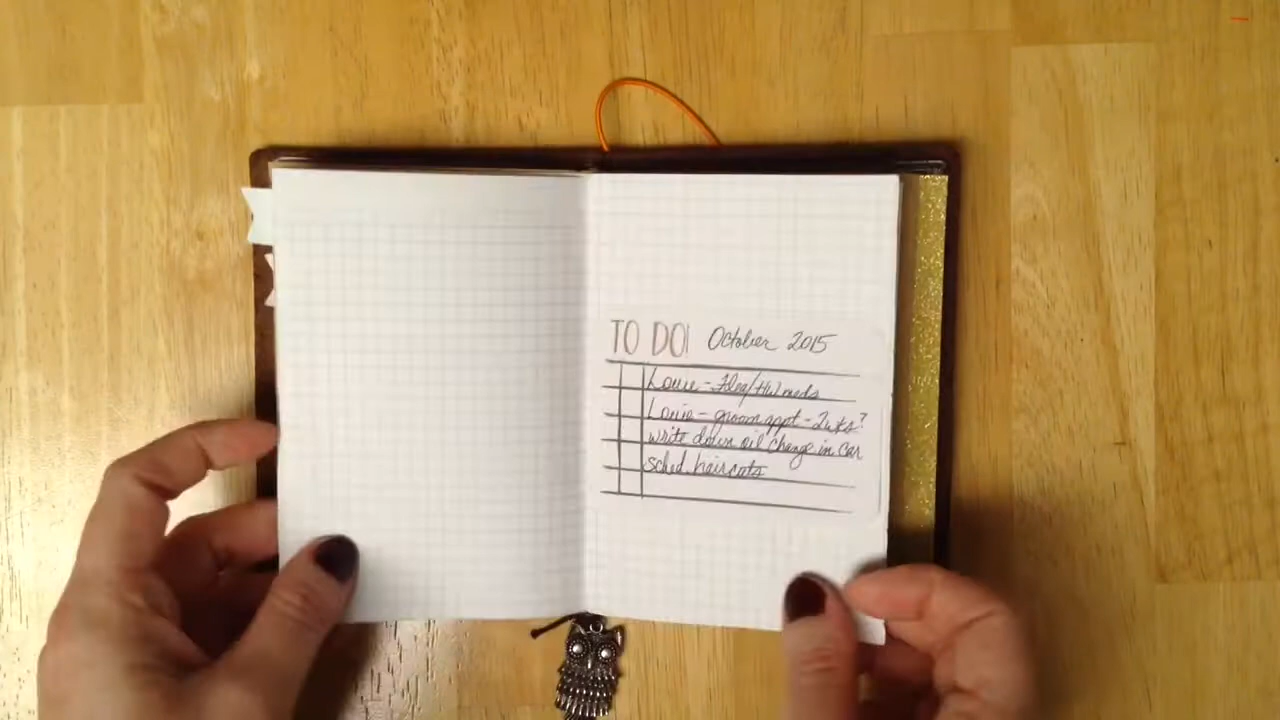 TO DO! October 2015
Louie - flea/HW meds
Louie - groom appt - 2wks?
write down oil change in car
sched haircuts